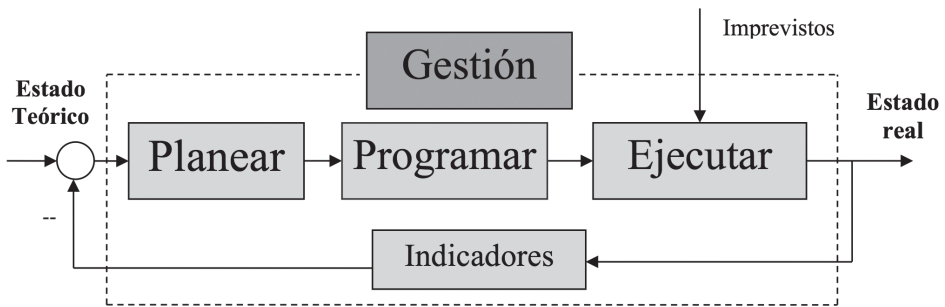 Imprevistos
Gestión
Estado
Teórico
Estado
real
Planear
Programar
Ejecutar
--
Indicadores